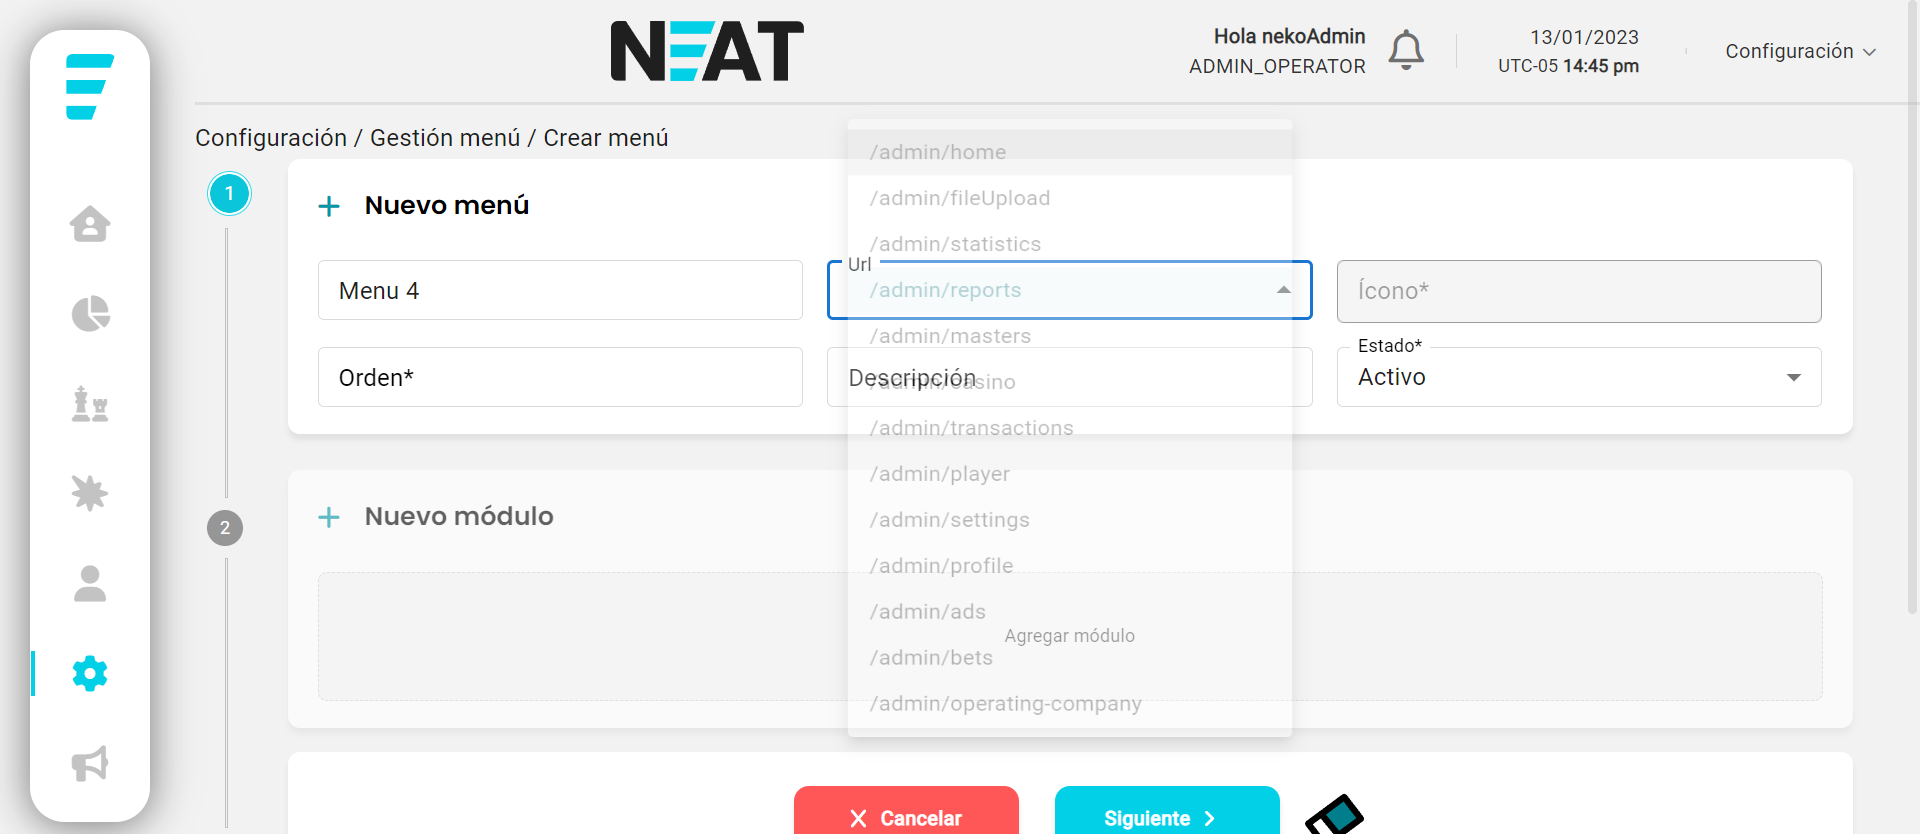 NEAT
Hola nekoAdmin
ADMIN_OPERATOR
13/01/2023
UTC-05 14:45 pm
Configuración
Configuración / Gestión menú / Crear menú
1
Nuevo menú
Menu 4
Url
Ícono*
Orden*
Descripción
Estado*
Activo
/admin/home
/admin/fileUpload
/admin/statistics
/admin/reports
/admin/masters
/admin/casino
/admin/transactions
/admin/player
/admin/settings
/admin/profile
/admin/ads
/admin/bets
/admin/operating-company
2
Nuevo módulo
Agregar módulo
Cancelar
Siguiente